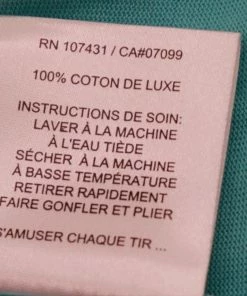 RN 107431 / CA#07099
100% COTON DE LUXE
INSTRUCTIONS DE SOIN:
LAVER À LA MACHINE
À L'EAU TIÈDE
SÉCHER À LA MACHINE
À BASSE TEMPÉRATURE
RETIRER RAPIDEMENT
FAIRE GONFLER ET PLIER
S'AMUSER CHAQUE TIR ...